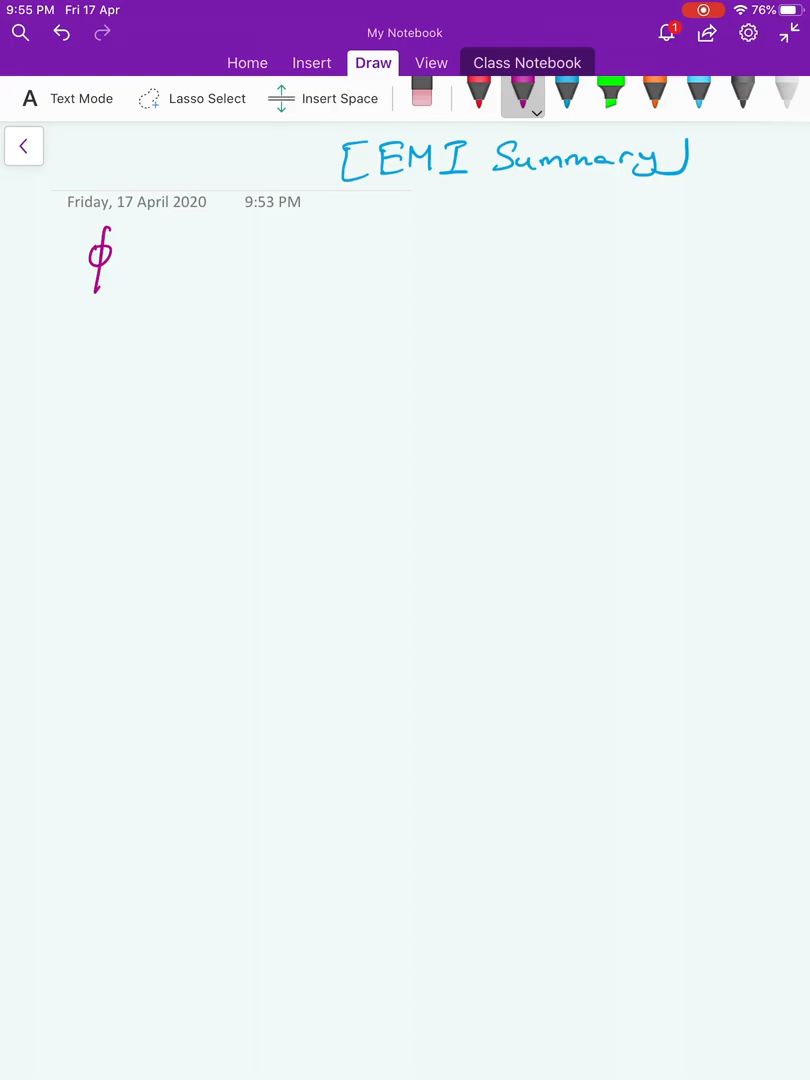 9:55 PM Fri 17 Apr 76%
My Notebook 1
Home Insert Draw View Class Notebook
A Text Mode Lasso Select Insert Space
[EMI Summary]
Friday, 17 April 2020 9:53 PM
ϕ